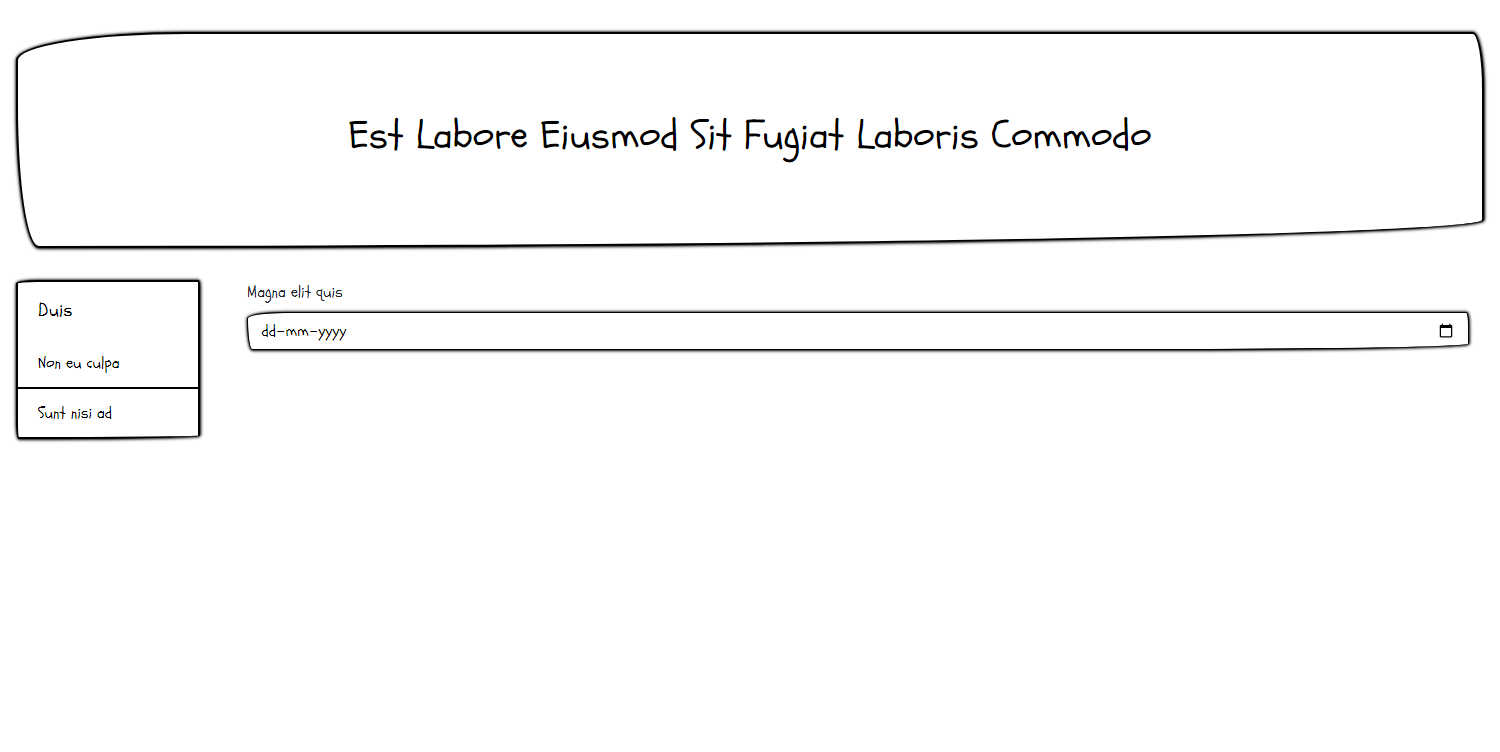 Est Labore Eiusmod Sit Fugiat Laboris Commodo
Duis
Non eu culpa
Sunt nisi ad
Magna elit quis
dd-mm-yyyy